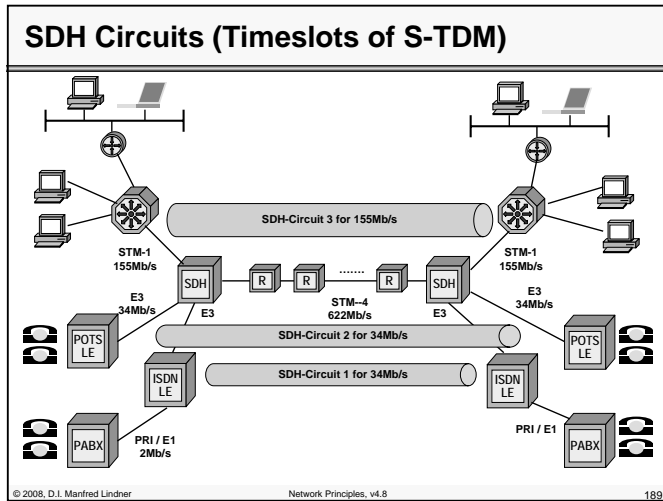 SDH Circuits (Timeslots of S-TDM)
SDH-Circuit 3 for 155Mb/s
STM-1
155Mb/s
STM-1
155Mb/s
SDH
R
R
.......
R
SDH
STM--4
622Mb/s
E3
34Mb/s
E3
E3
E3
34Mb/s
POTS
LE
SDH-Circuit 2 for 34Mb/s
POTS
LE
ISDN
LE
SDH-Circuit 1 for 34Mb/s
ISDN
LE
PABX
PRI / E1
2Mb/s
PRI / E1
PABX
© 2008, D.I. Manfred Lindner
Network Principles, v4.8
189